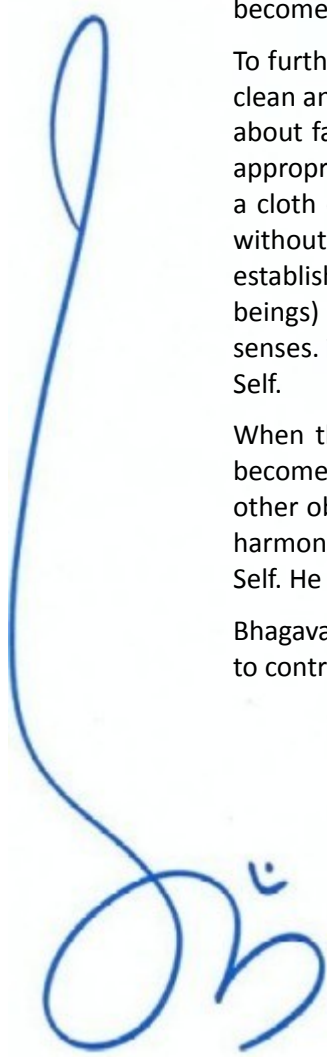 become
To furth
clean an
about fa
appropr
a cloth
without
establish
beings)
senses.
Self.
When th
become
other ob
harmon
Self. He
Bhagava
to contr